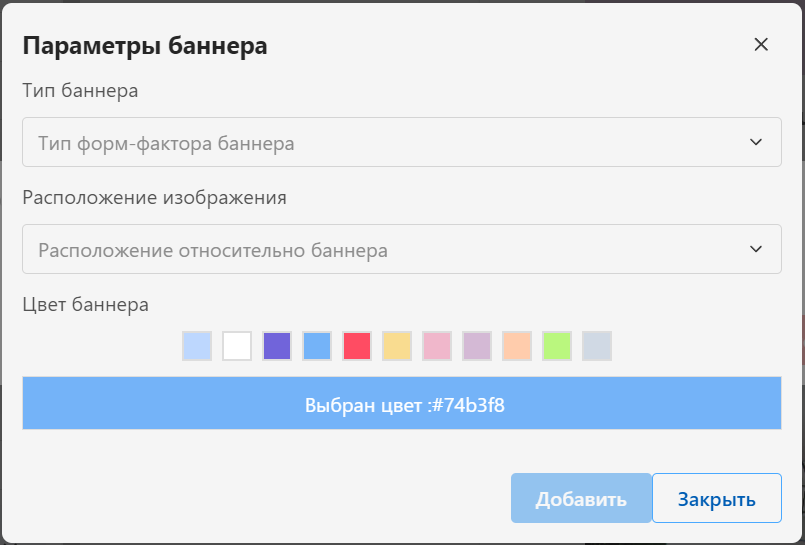 Параметры баннера
Тип баннера
Тип форм-фактора баннера
Расположение изображения
Расположение относительно баннера
Цвет баннера
Выбран цвет :#74b3f8
Добавить
Закрыть